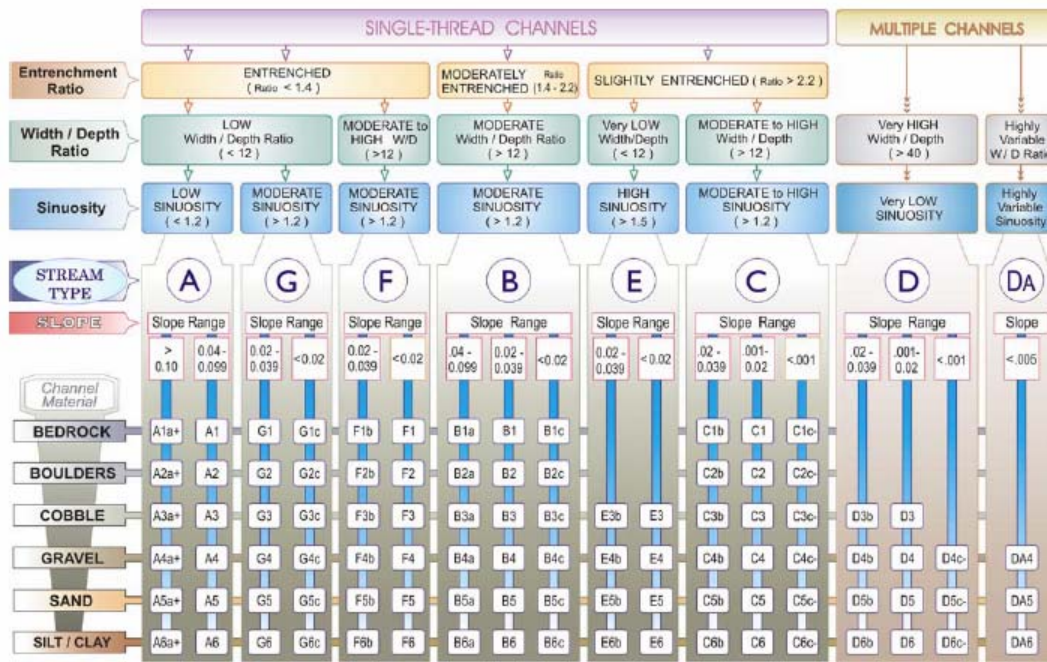 SINGLE-THREAD CHANNELS MULTIPLE CHANNELS
Entrenchment Ratio
ENTRENCHED
( Ratio < 1.4 )
MODERATELY ENTRENCHED Ratio (1.4 - 2.2)
SLIGHTLY ENTRENCHED ( Ratio > 2.2 )
Width / Depth Ratio
LOW
Width / Depth Ratio
( < 12 )
MODERATE to
HIGH W/D
( >12 )
MODERATE
Width / Depth Ratio
( > 12 )
Very LOW
Width/Depth
( < 12 )
MODERATE to HIGH
Width / Depth
( > 12 )
Very HIGH
Width / Depth
( > 40 )
Highly
Variable
W / D Ratio
Sinuosity
LOW
SINUOSITY
( < 1.2 )
MODERATE
SINUOSITY
( > 1.2 )
MODERATE
SINUOSITY
( > 1.2 )
MODERATE
SINUOSITY
( > 1.2 )
HIGH
SINUOSITY
( > 1.5 )
MODERATE to HIGH
SINUOSITY
( > 1.2 )
Very LOW
SINUOSITY
Highly
Variable
Sinuosity
STREAM
TYPE
A G F B E C D DA
SLOPE
Slope Range Slope Range Slope Range Slope Range Slope Range Slope Range Slope Range Slope
> 0.10 0.04 - 0.099 0.02 - 0.039 <0.02 0.02 - 0.039 <0.02 .04 - 0.099 0.02 - 0.039 <0.02 0.02 - 0.039 <0.02 .02 - 0.039 .001- 0.02 <.001 .02 - 0.039 .001- 0.02 <.001 <.005
Channel
Material
BEDROCK A1a+ A1 G1 G1c F1b F1 B1a B1 B1c C1b C1 C1c-
BOULDERS A2a+ A2 G2 G2c F2b F2 B2a B2 B2c C2b C2 C2c-
COBBLE A3a+ A3 G3 G3c F3b F3 B3a B3 B3c E3b E3 C3b C3 C3c- D3b D3
GRAVEL A4a+ A4 G4 G4c F4b F4 B4a B4 B4c E4b E4 C4b C4 C4c- D4b D4 D4c- DA4
SAND A5a+ A5 G5 G5c F5b F5 B5a B5 B5c E5b E5 C5b C5 C5c- D5b D5 D5c- DA5
SILT / CLAY A6a+ A6 G6 G6c F6b F6 B6a B6 B6c E6b E6 C6b C6 C6c- D6b D6 D6c- DA6